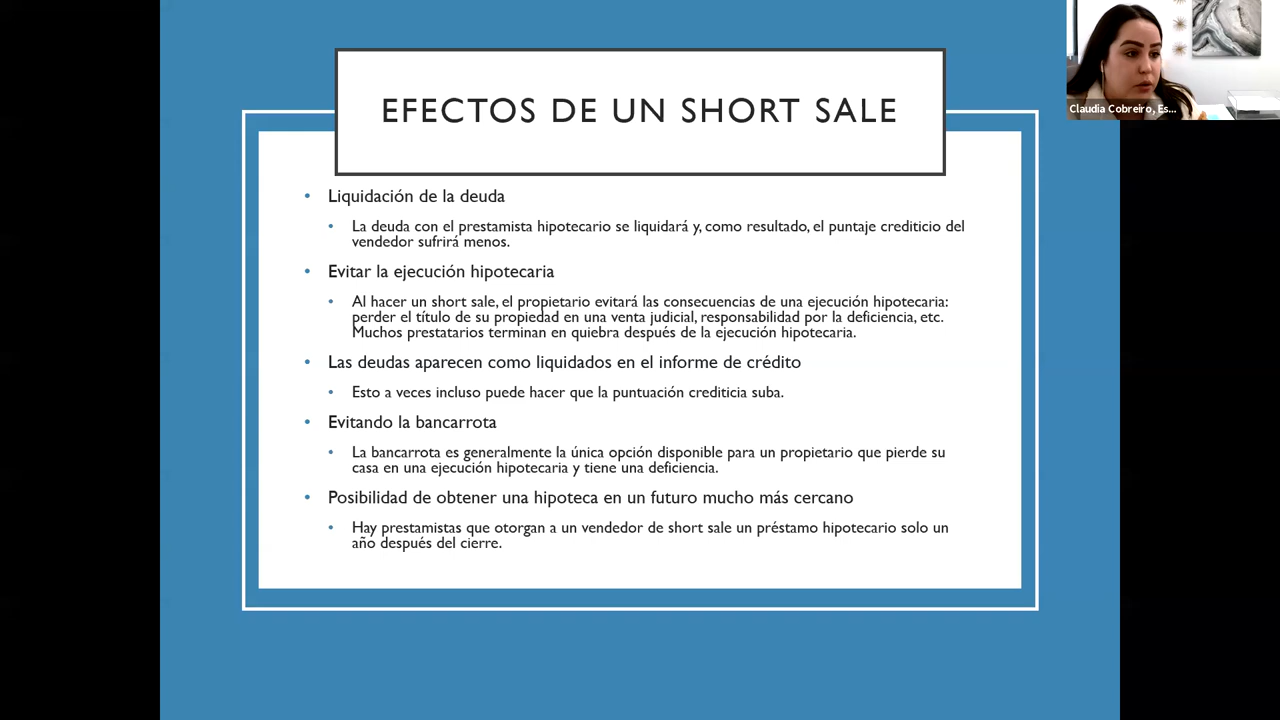 EFECTOS DE UN SHORT SALE
Claudia Cobreiro, Es...
• Liquidación de la deuda
• La deuda con el prestamista hipotecario se liquidará y, como resultado, el puntaje crediticio del
vendedor sufrirá menos.
• Evitar la ejecución hipotecaria
• Al hacer un short sale, el propietario evitará las consecuencias de una ejecución hipotecaria:
perder el título de su propiedad en una venta judicial, responsabilidad por la deficiencia, etc.
Muchos prestatarios terminan en quiebra después de la ejecución hipotecaria.
• Las deudas aparecen como liquidados en el informe de crédito
• Esto a veces incluso puede hacer que la puntuación crediticia suba.
• Evitando la bancarrota
• La bancarrota es generalmente la única opción disponible para un propietario que pierde su
casa en una ejecución hipotecaria y tiene una deficiencia.
• Posibilidad de obtener una hipoteca en un futuro mucho más cercano
• Hay prestamistas que otorgan a un vendedor de short sale un préstamo hipotecario solo un
año después del cierre.